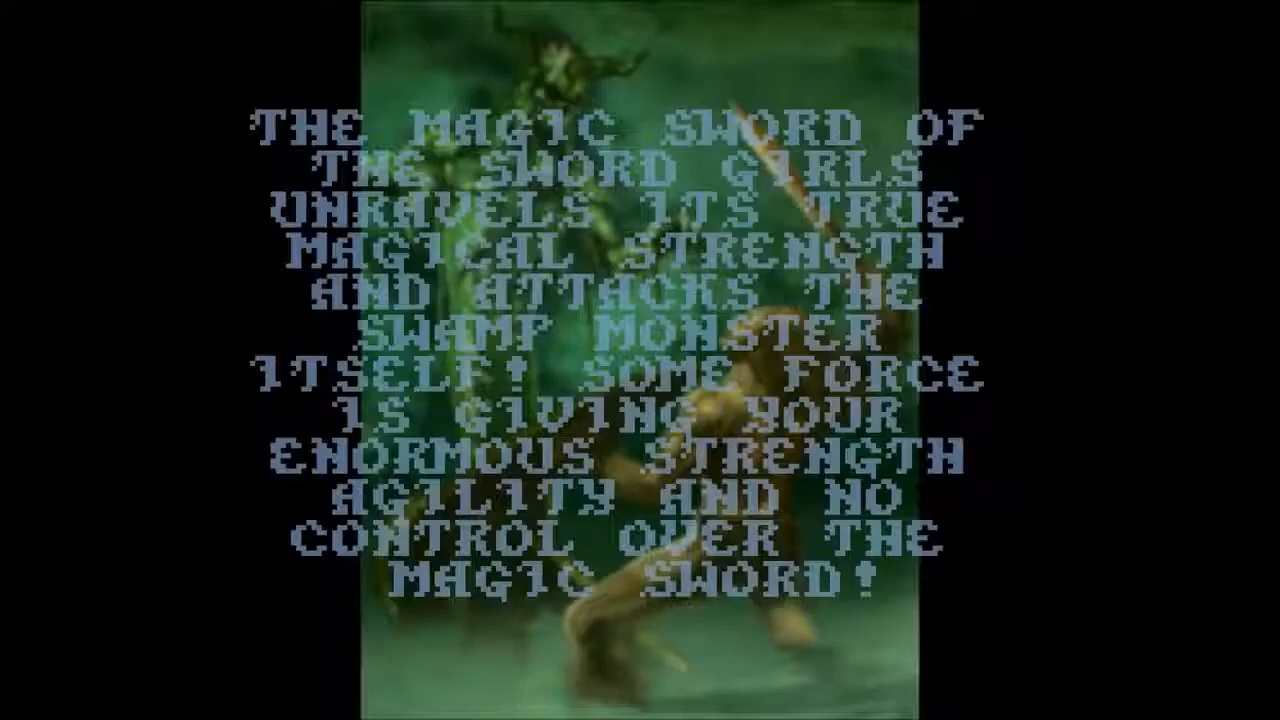 THE MAGIC SWORD OF
THE SWORD GIRLS
UNRAVELS ITS TRUE
MAGICAL STRENGTH
AND ATTACKS THE
SWAMP MONSTER
ITSELF! SOME FORCE
IS GIVING YOUR
ENORMOUS STRENGTH
AGILITY AND NO
CONTROL OVER THE
MAGIC SWORD!